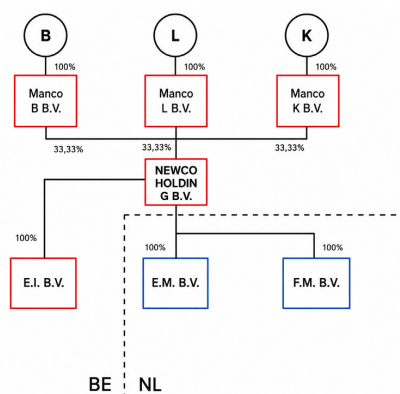 B
L
K
100%
100%
100%
Manco
B B.V.
Manco
L B.V.
Manco
K B.V.
33,33%
33,33%
33,33%
NEWCO
HOLDIN
G B.V.
100%
100%
100%
E.I. B.V.
E.M. B.V.
F.M. B.V.
BE
NL